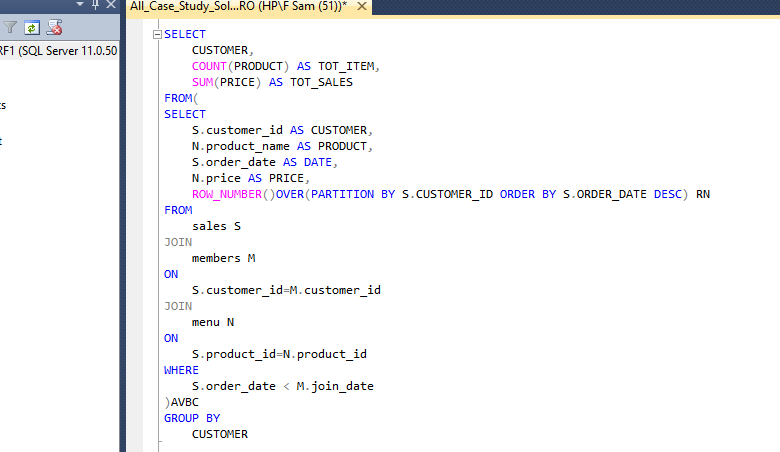 All_Case_Study_Sol...RO (HP\F Sam (51))*
RF1 (SQL Server 11.0.50
ts
t
SELECT
CUSTOMER,
COUNT(PRODUCT) AS TOT_ITEM,
SUM(PRICE) AS TOT_SALES
FROM(
SELECT
S.customer_id AS CUSTOMER,
N.product_name AS PRODUCT,
S.order_date AS DATE,
N.price AS PRICE,
ROW_NUMBER()OVER(PARTITION BY S.CUSTOMER_ID ORDER BY S.ORDER_DATE DESC) RN
FROM
sales S
JOIN
members M
ON
S.customer_id=M.customer_id
JOIN
menu N
ON
S.product_id=N.product_id
WHERE
S.order_date < M.join_date
)AVBC
GROUP BY
CUSTOMER